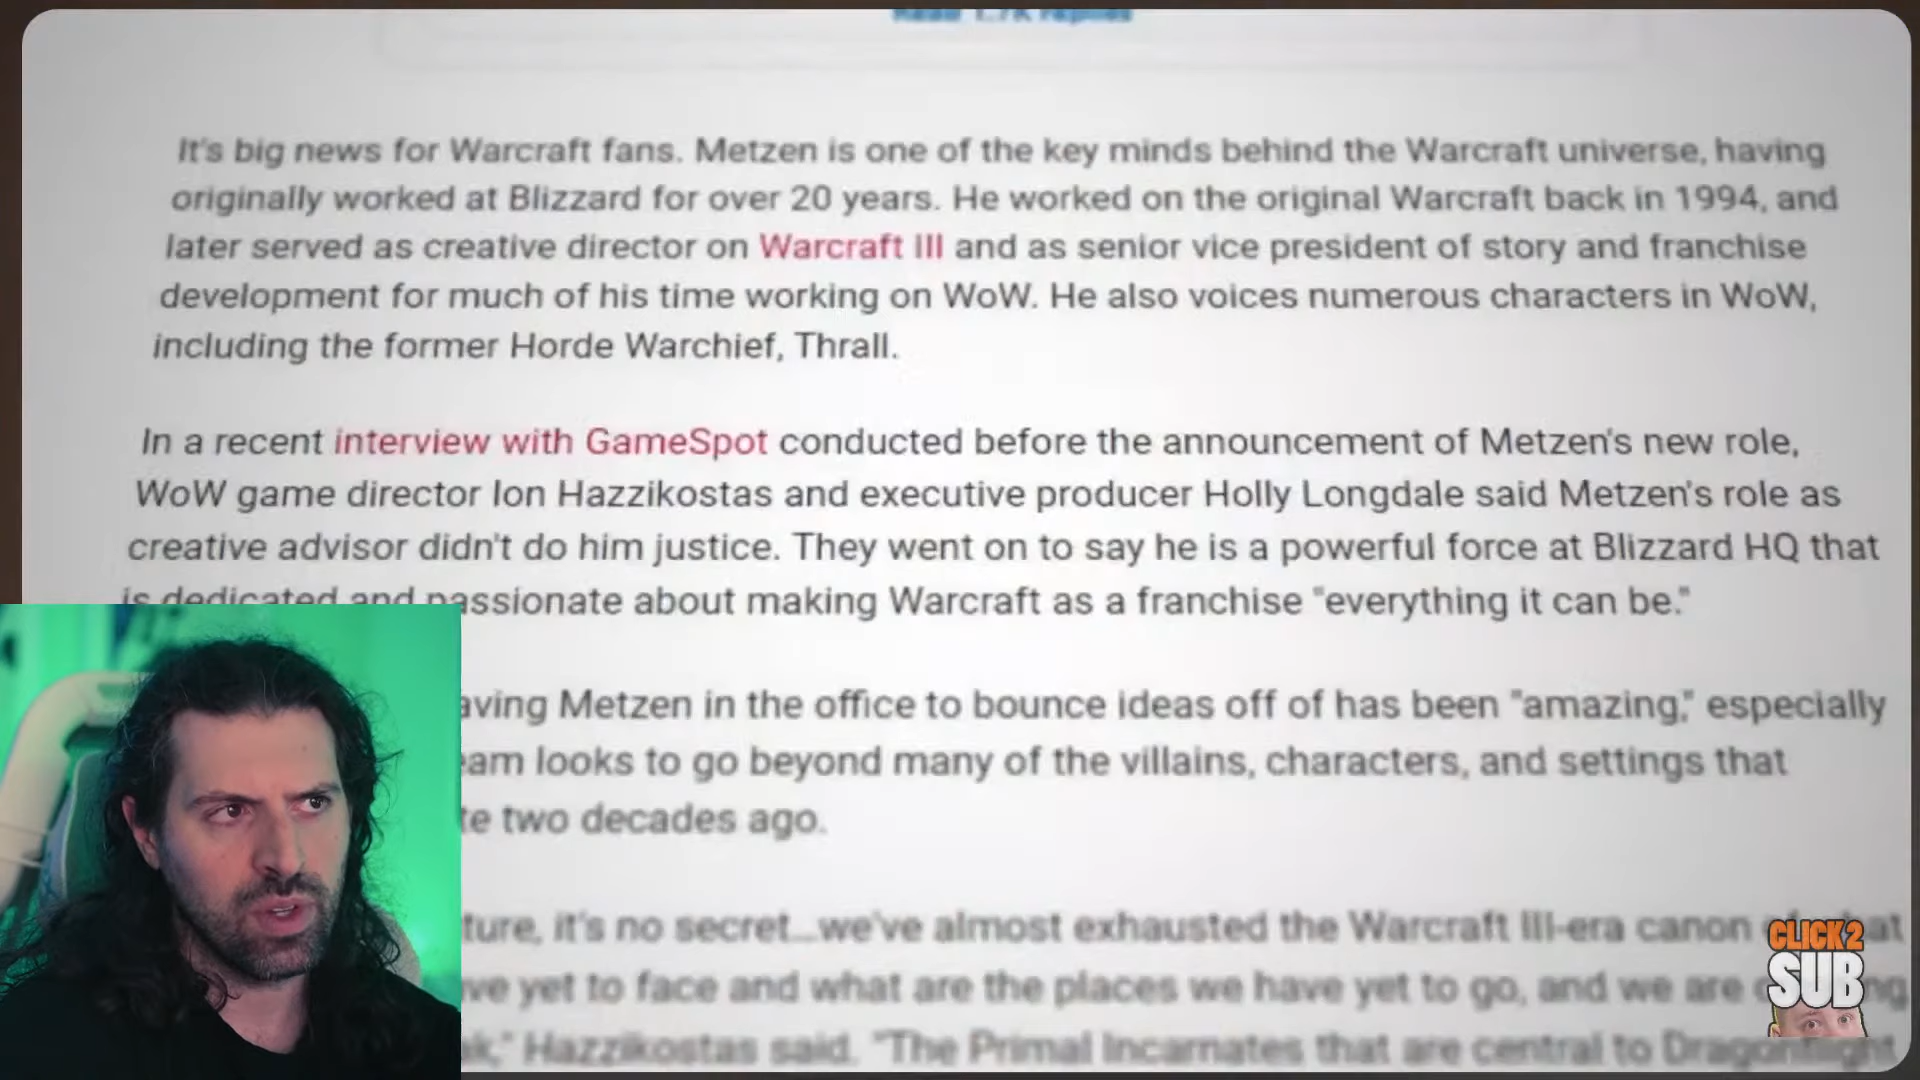 Read 1.7K replies
It's big news for Warcraft fans. Metzen is one of the key minds behind the Warcraft universe, having
originally worked at Blizzard for over 20 years. He worked on the original Warcraft back in 1994, and
later served as creative director on Warcraft III and as senior vice president of story and franchise
development for much of his time working on WoW. He also voices numerous characters in WoW,
including the former Horde Warchief, Thrall.
In a recent interview with GameSpot conducted before the announcement of Metzen's new role,
WoW game director Ion Hazzikostas and executive producer Holly Longdale said Metzen's role as
creative advisor didn't do him justice. They went on to say he is a powerful force at Blizzard HQ that
is dedicated and passionate about making Warcraft as a franchise "everything it can be."
aving Metzen in the office to bounce ideas off of has been "amazing," especially
eam looks to go beyond many of the villains, characters, and settings that
te two decades ago.
ture, it's no secret...we've almost exhausted the Warcraft III-era canon
ve yet to face and what are the places we have yet to go, and we are
Hazzikostas said. "The Primal Incarnates that are central to Dragonflight
CLICK2
SUB